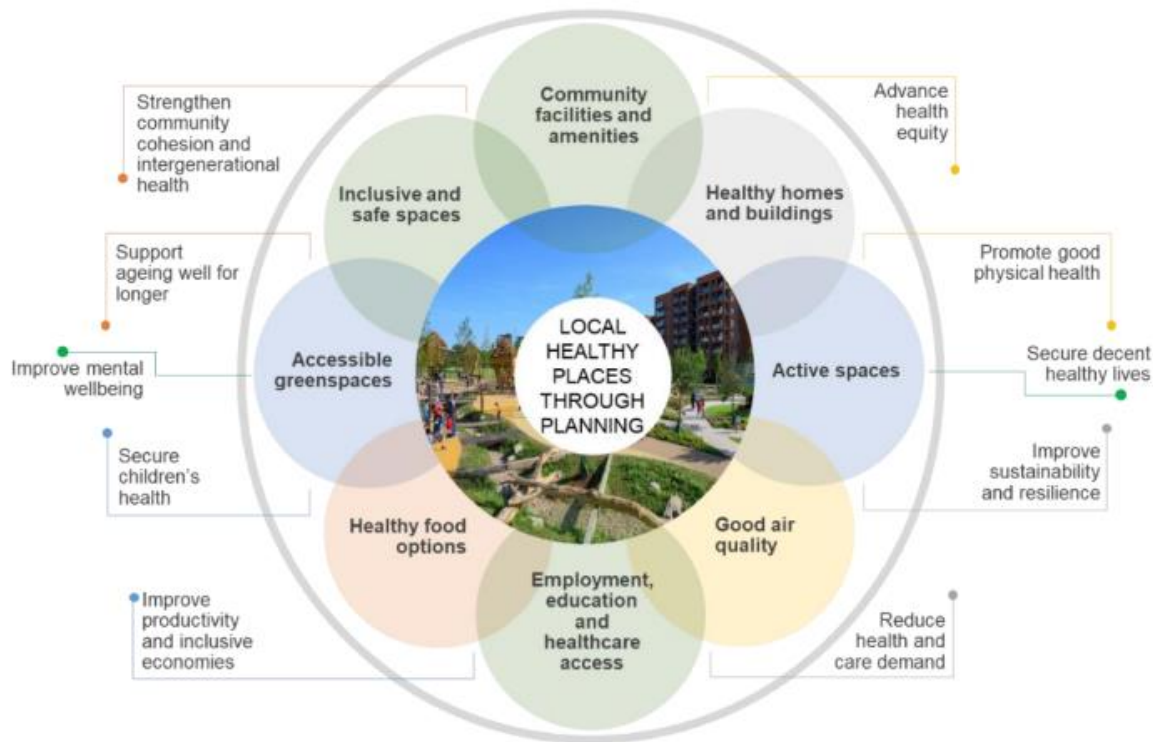 Community
facilities and
amenities
Strengthen
community
cohesion and
intergenerational
health
Advance
health
equity
Inclusive and
safe spaces
Healthy homes
and buildings
Support
ageing well for
longer
Promote good
physical health
LOCAL
HEALTHY
PLACES
THROUGH
PLANNING
Improve mental
wellbeing
Accessible
greenspaces
Active spaces
Secure decent
healthy lives
Secure
children's
health
Improve
sustainability
and resilience
Healthy food
options
Good air
quality
Employment,
education
and
healthcare
access
Improve
productivity
and inclusive
economies
Reduce
health and
care demand